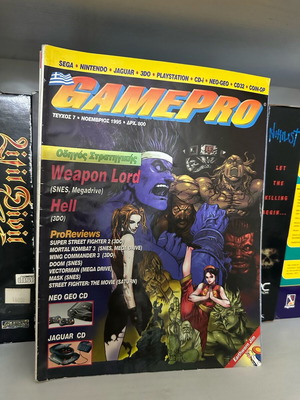 SEGA • NINTENDO • JAGUAR • 3DO • PLAYSTATION • CD-i • NEO-GEO • CD32 • COIN-OP
GAMEPRO
ΤΕΥΧΟΣ 7 • ΝΟΕΜΒΡΙΟΣ 1995 • ΔΡΧ. 800
Οδηγός Στρατηγικής
Weapon Lord
(SNES, Megadrive)
Hell
(3DO)
ProReviews
SUPER STREET FIGHTER 2 (3DO)
MORTAL KOMBAT 3 (SNES, MEGA DRIVE)
WING COMMANDER 3 (3DO)
DOOM (SNES)
VECTORMAN (MEGA DRIVE)
MASK (SNES)
STREET FIGHTER: THE MOVIE (SATURN)
NEO GEO CD
JAGUAR CD
LET
THE
KILLING
BEGIN...